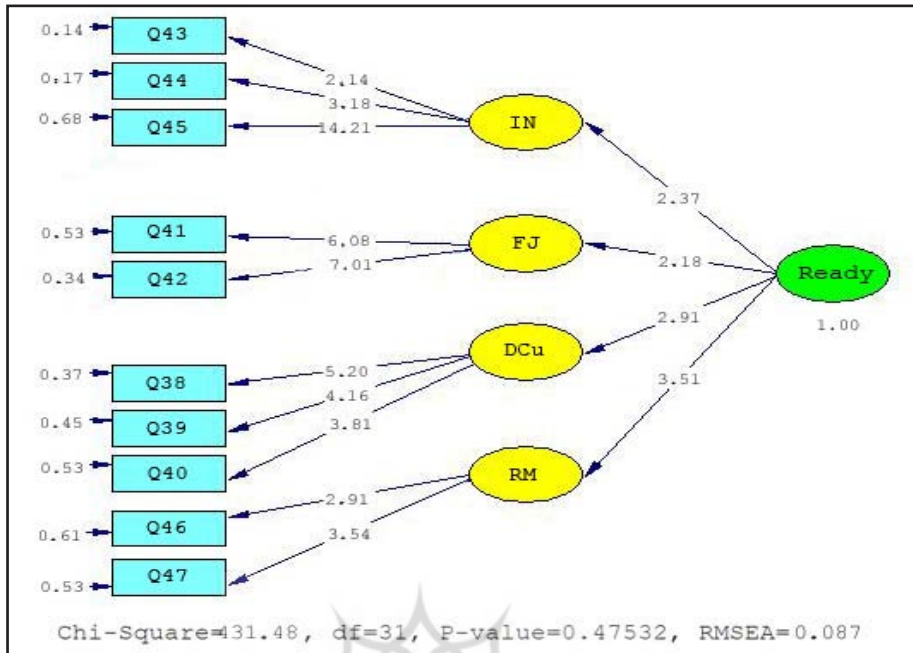 0.14 Q43
0.17 Q44
0.68 Q45
2.14
3.18
14.21
IN
2.37
0.53 Q41
0.34 Q42
6.08
7.01
FJ
2.18
Ready
1.00
0.37 Q38
0.45 Q39
0.53 Q40
5.20
4.16
3.81
DCu
2.91
0.61 Q46
0.53 Q47
2.91
3.54
RM
3.51
Chi-Square=431.48, df=31, P-value=0.47532, RMSEA=0.087